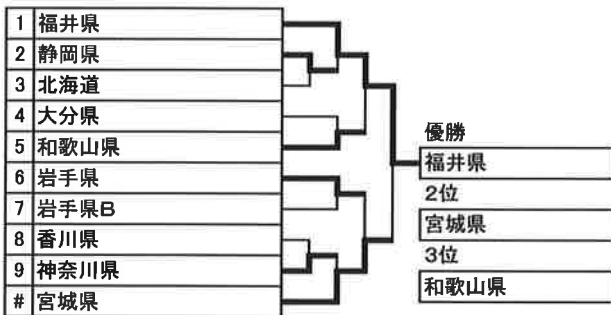 1 福井県
2 静岡県
3 北海道
4 大分県
5 和歌山県
6 岩手県
7 岩手県B
8 香川県
9 神奈川県
# 宮城県
優勝
福井県
2位
宮城県
3位
和歌山県